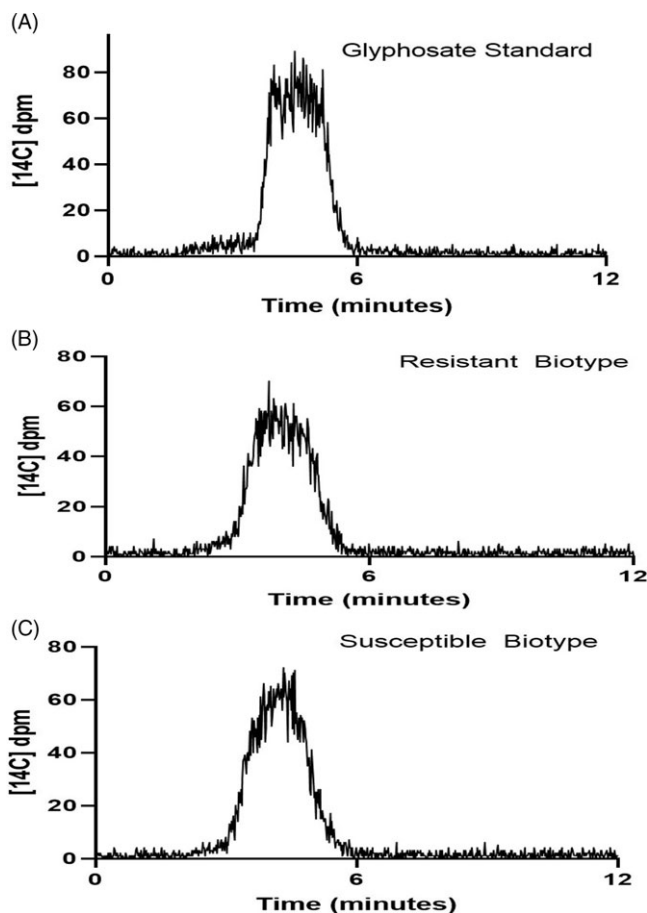 (A)
Glyphosate Standard
[14C] dpm
80
60
40
20
0
0 6 12
Time (minutes)
(B)
Resistant Biotype
[14C] dpm
80
60
40
20
0
0 6 12
Time (minutes)
(C)
Susceptible Biotype
[14C] dpm
80
60
40
20
0
0 6 12
Time (minutes)